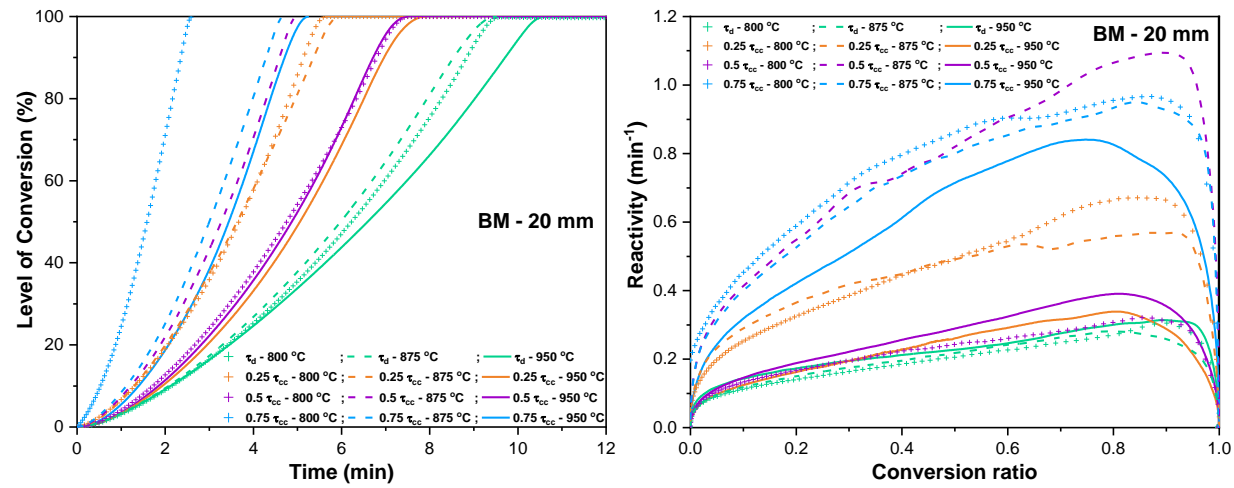 100
80
60
40
20
0
Level of Conversion (%)
BM - 20 mm
τd - 800 °C ; τd - 875 °C ; τd - 950 °C
0.25 τcc - 800 °C ; 0.25 τcc - 875 °C ; 0.25 τcc - 950 °C
0.5 τcc - 800 °C ; 0.5 τcc - 875 °C ; 0.5 τcc - 950 °C
0.75 τcc - 800 °C ; 0.75 τcc - 875 °C ; 0.75 τcc - 950 °C
0 2 4 6 8 10 12
Time (min)
1.2
1.0
0.8
0.6
0.4
0.2
0.0
Reactivity (min⁻¹)
τd - 800 °C ; τd - 875 °C ; τd - 950 °C
0.25 τcc - 800 °C ; 0.25 τcc - 875 °C ; 0.25 τcc - 950 °C
0.5 τcc - 800 °C ; 0.5 τcc - 875 °C ; 0.5 τcc - 950 °C
0.75 τcc - 800 °C ; 0.75 τcc - 875 °C ; 0.75 τcc - 950 °C
BM - 20 mm
0.0 0.2 0.4 0.6 0.8 1.0
Conversion ratio